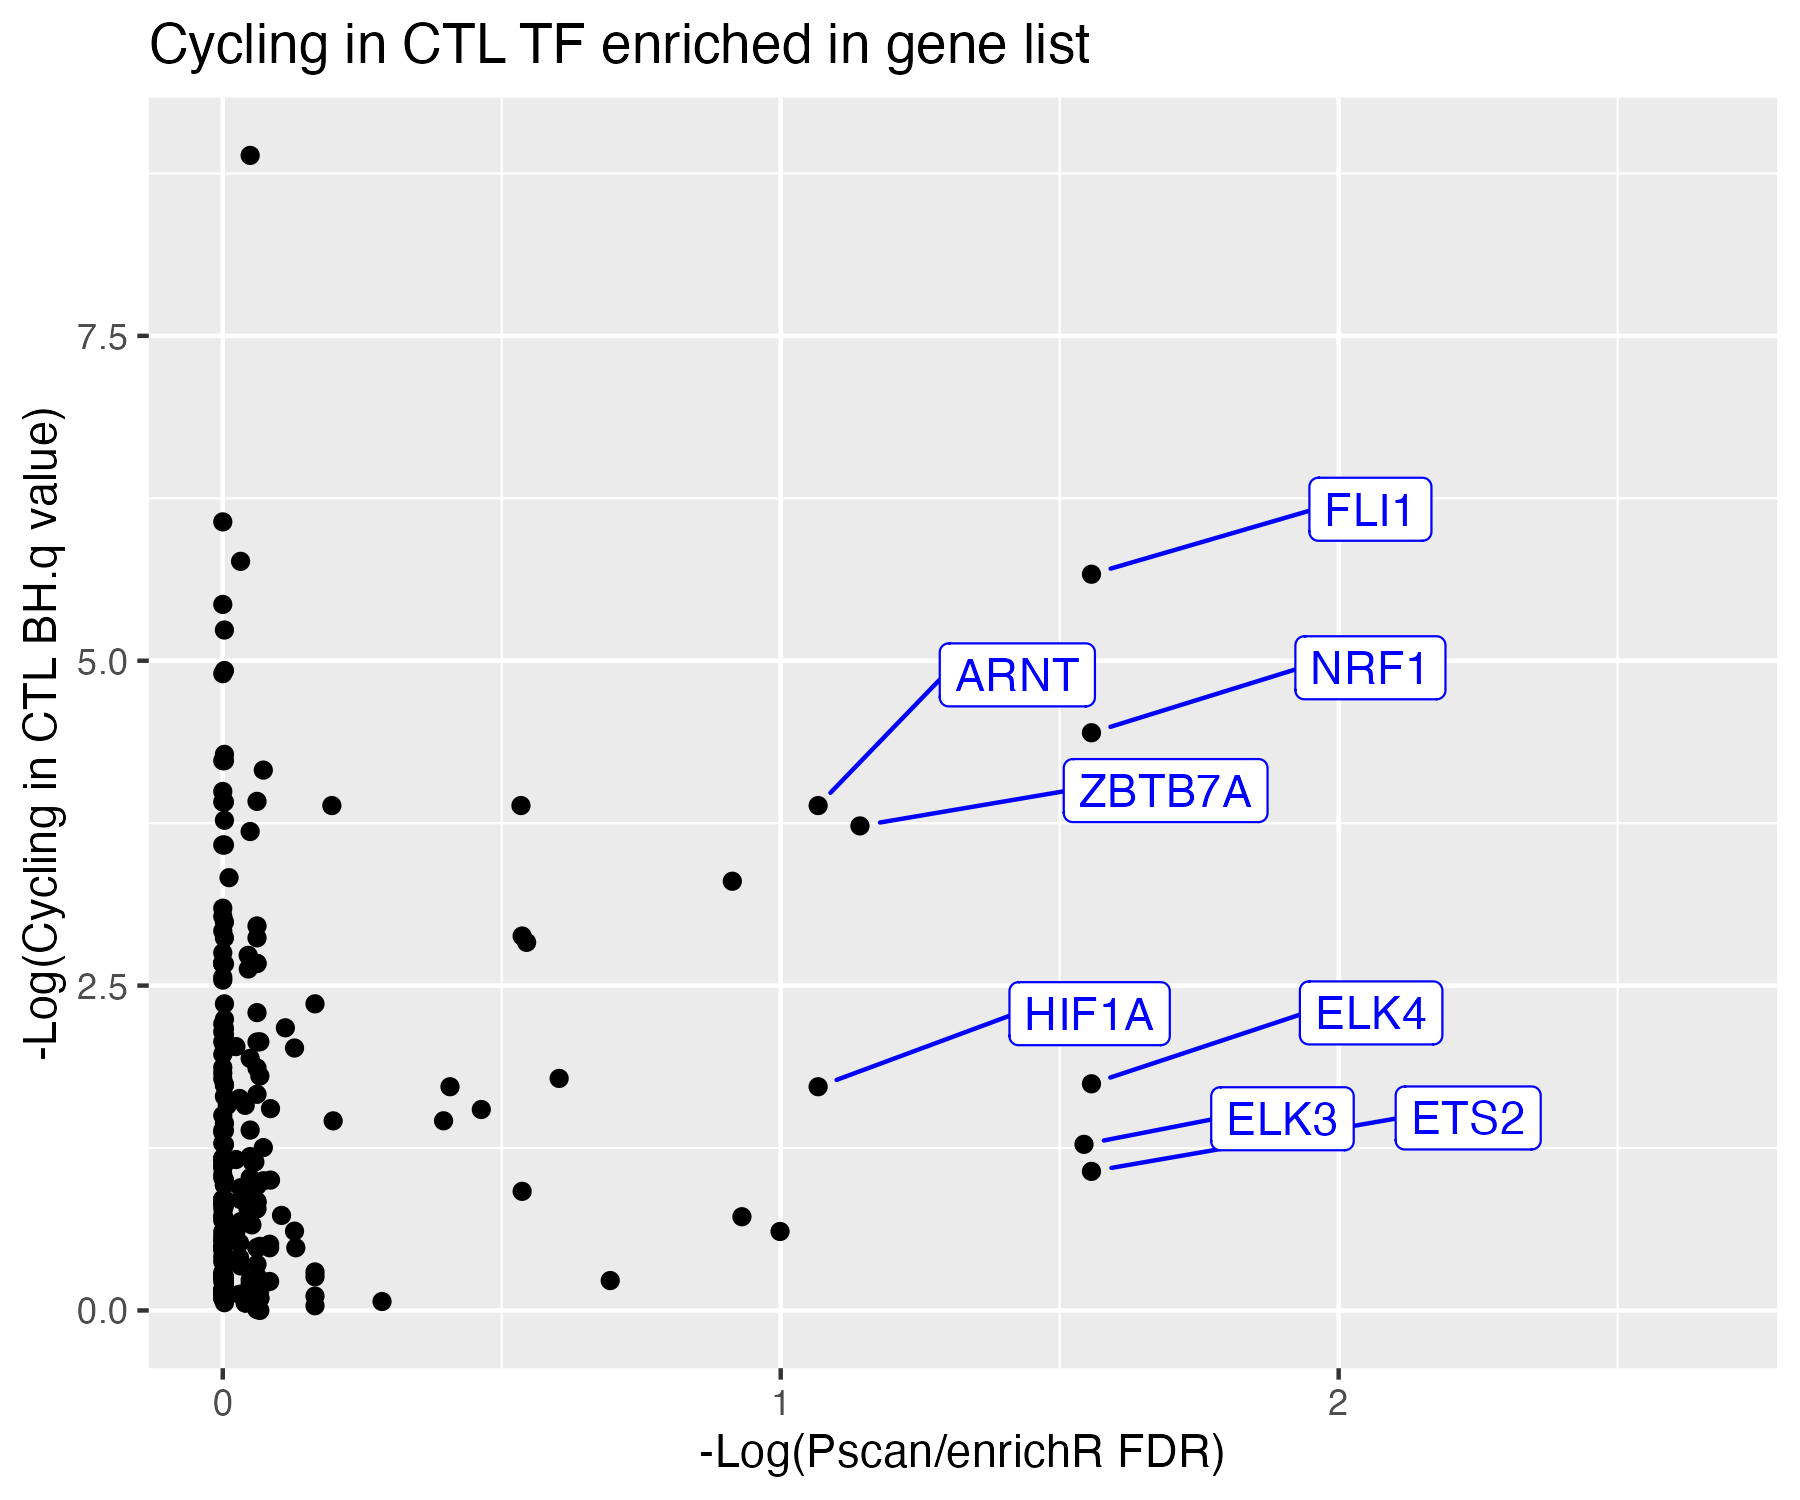 Cycling in CTL TF enriched in gene list
-Log(Cycling in CTL BH.q value)
7.5
5.0
2.5
0.0
FLI1
ARNT
NRF1
ZBTB7A
HIF1A
ELK4
ELK3
ETS2
0
1
2
-Log(Pscan/enrichR FDR)